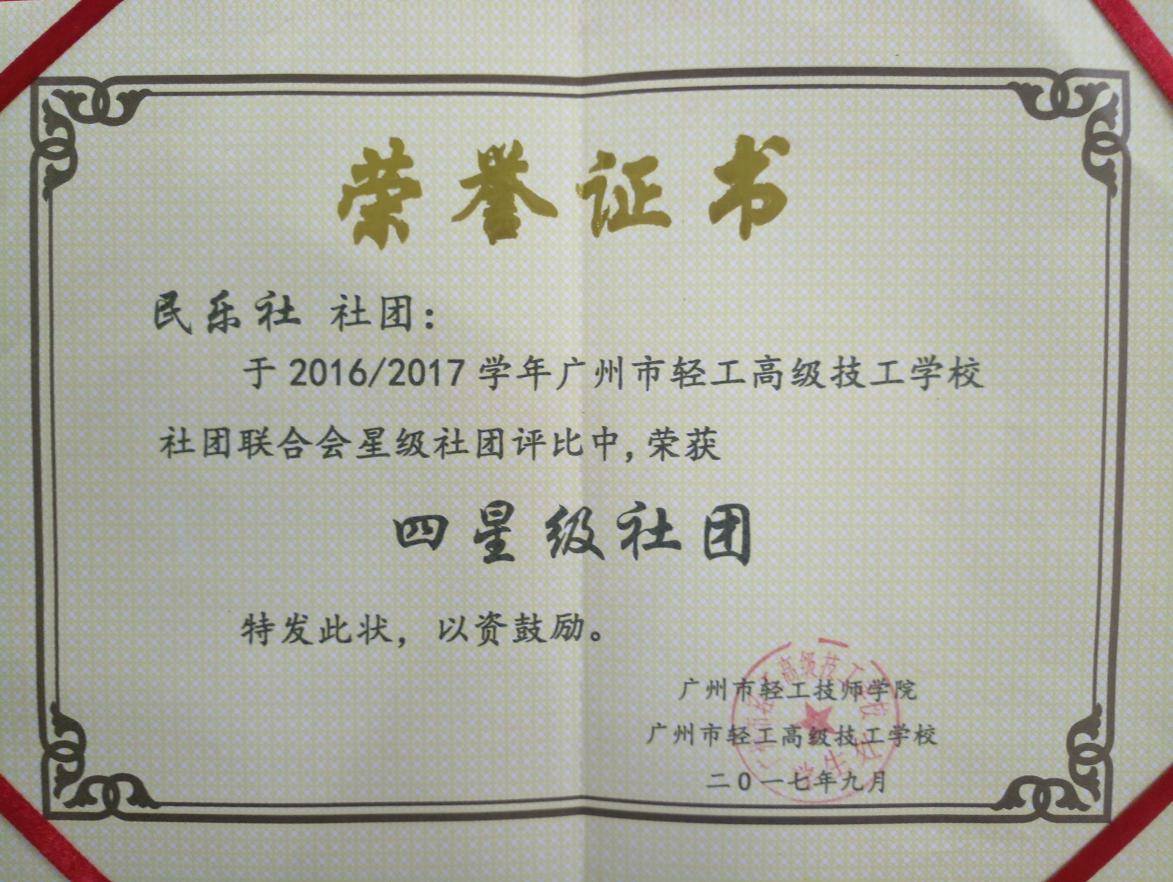 荣誉证书
民乐社 社团：
于 2016/2017 学年广州市轻工高级技工学校
社团联合会星级社团评比中，荣获
四星级社团
特发此状，以资鼓励。
广州市轻工技师学院
广州市轻工高级技工学校
二0一七年九月